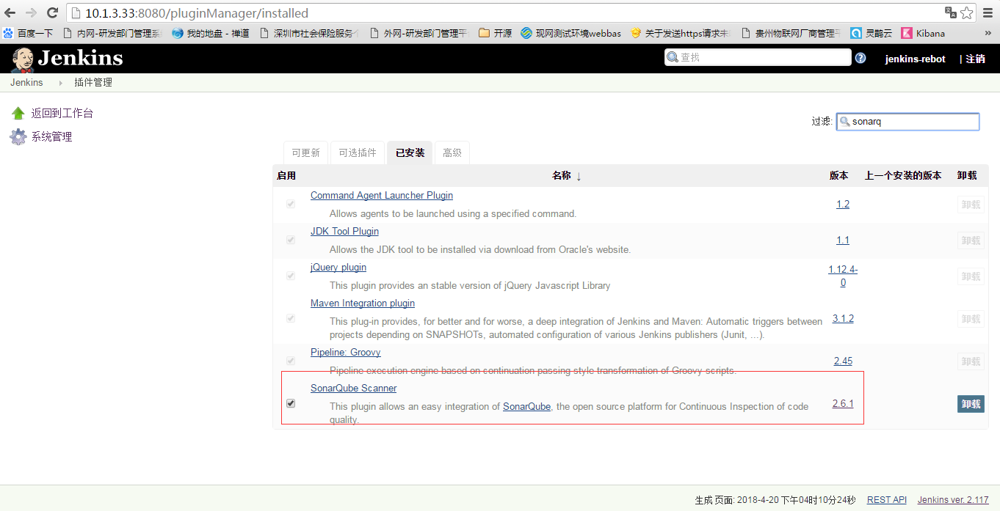 10.1.3.33:8080/pluginManager/installed
百度一下 内网-研发部门管理系 我的地盘 - 禅道 深圳市社会保险服务个 外网-研发部门管理平 开源 现网测试环境webbas 关于发送https请求未 贵州物联网厂商管理平 灵鹊云 Kibana »
Jenkins 查找 jenkins-rebot | 注销
Jenkins 插件管理
返回到工作台
系统管理
过滤: sonarq
可更新 可选插件 已安装 高级
启用 名称 ↓ 版本 上一个安装的版本 卸载
Command Agent Launcher Plugin
Allows agents to be launched using a specified command.
1.2 卸载
JDK Tool Plugin
Allows the JDK tool to be installed via download from Oracle's website.
1.1 卸载
jQuery plugin
This plugin provides an stable version of jQuery Javascript Library
1.12.4-
0
卸载
Maven Integration plugin
This plug-in provides, for better and for worse, a deep integration of Jenkins and Maven: Automatic triggers between
projects depending on SNAPSHOTs, automated configuration of various Jenkins publishers (Junit, ...).
3.1.2 卸载
Pipeline: Groovy
Pipeline execution engine based on continuation passing style transformation of Groovy scripts.
2.45 卸载
SonarQube Scanner
This plugin allows an easy integration of SonarQube, the open source platform for Continuous Inspection of code
quality.
2.6.1 卸载
生成 页面: 2018-4-20 下午04时10分24秒 REST API Jenkins ver. 2.117